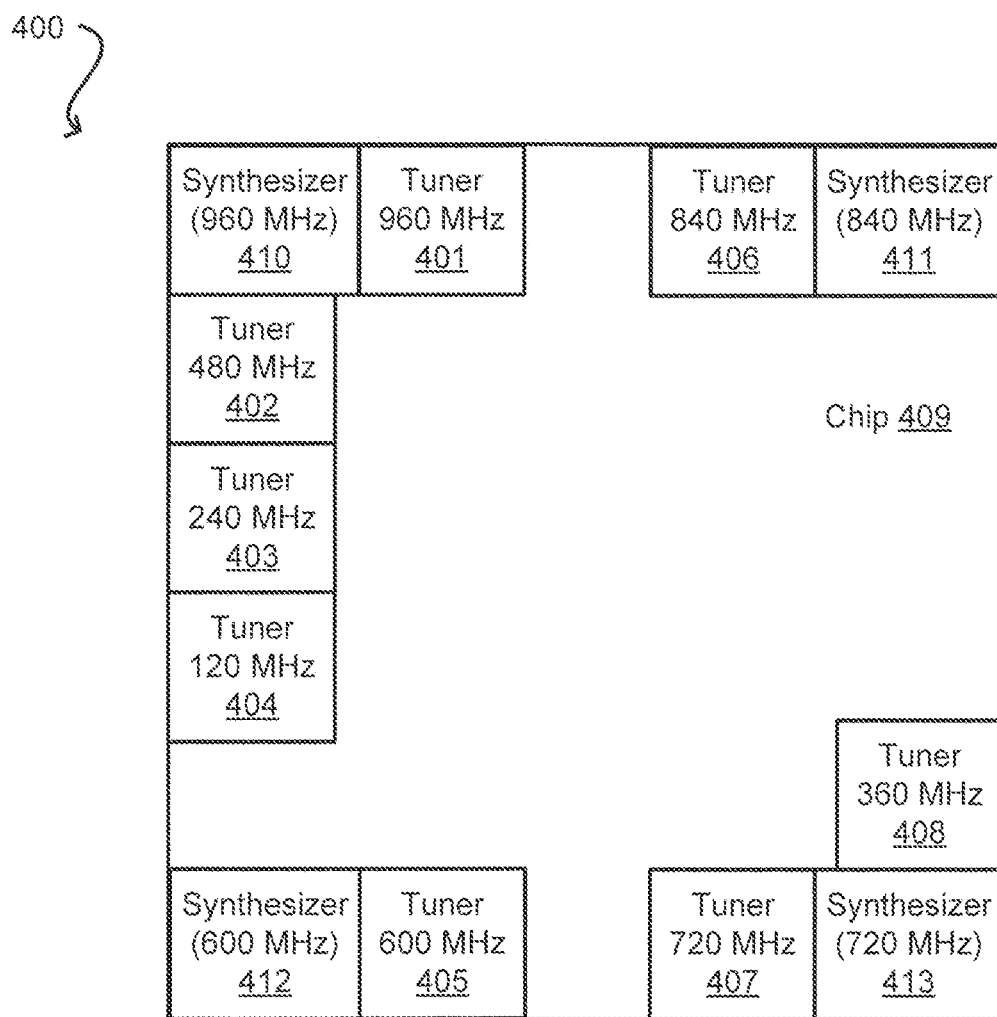 400
Synthesizer
(960 MHz)
410
Tuner
960 MHz
401
Tuner
840 MHz
406
Synthesizer
(840 MHz)
411
Tuner
480 MHz
402
Chip 409
Tuner
240 MHz
403
Tuner
120 MHz
404
Tuner
360 MHz
408
Synthesizer
(600 MHz)
412
Tuner
600 MHz
405
Tuner
720 MHz
407
Synthesizer
(720 MHz)
413